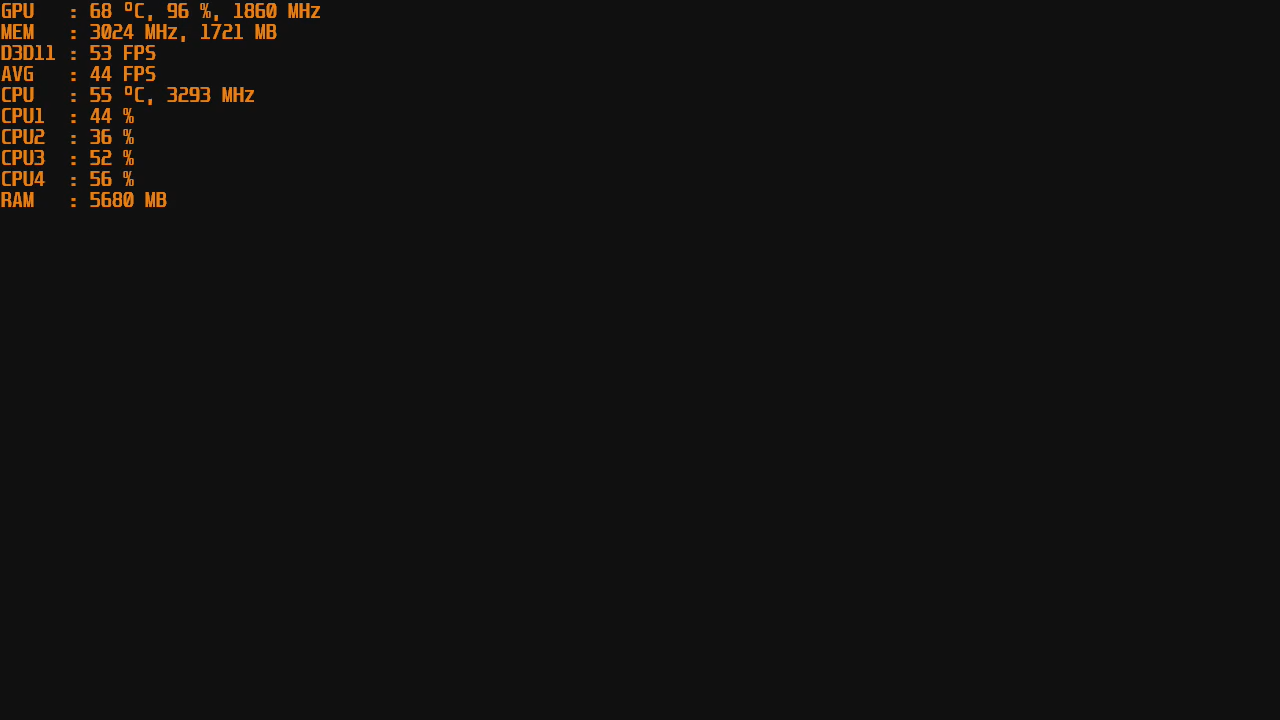 GPU : 68 °C, 96 %, 1860 MHz
MEM : 3024 MHz, 1721 MB
D3D11 : 53 FPS
AVG : 44 FPS
CPU : 55 °C, 3293 MHz
CPU1 : 44 %
CPU2 : 36 %
CPU3 : 52 %
CPU4 : 56 %
RAM : 5680 MB